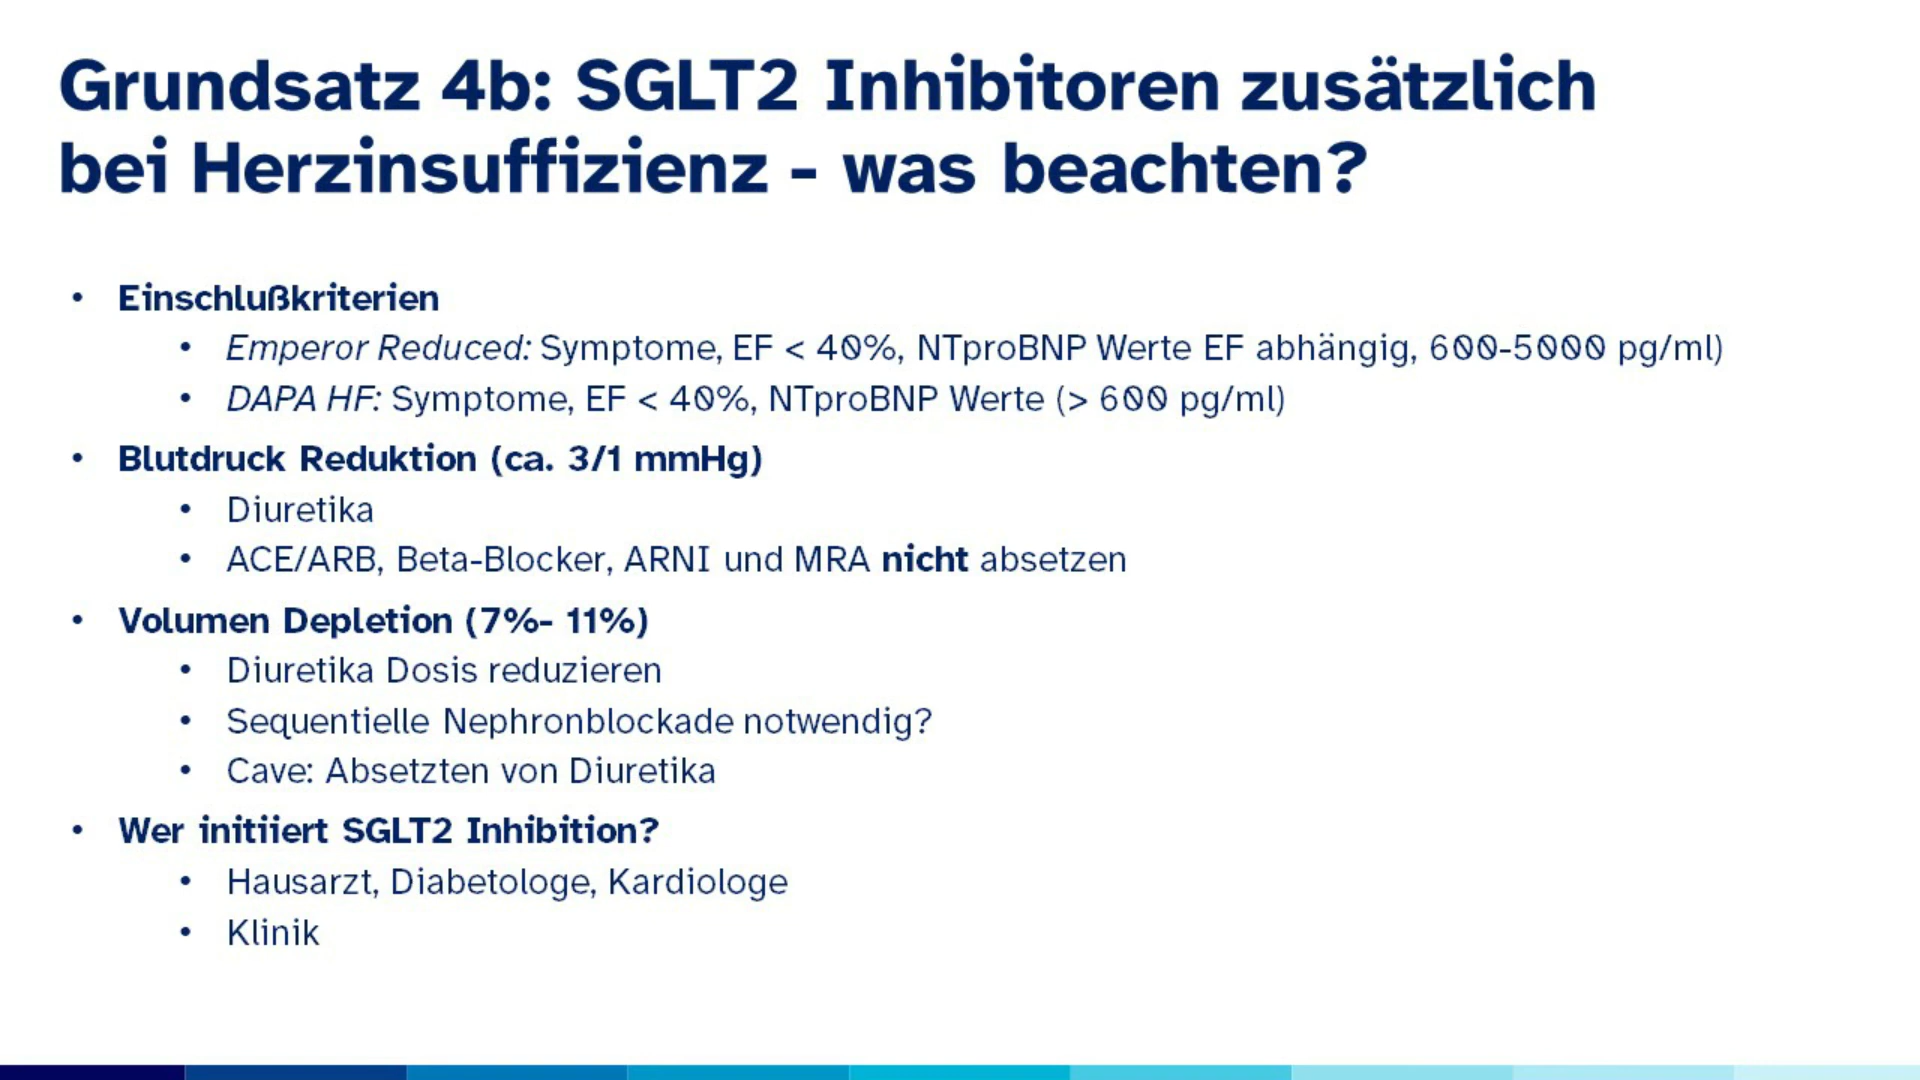 Grundsatz 4b: SGLT2 Inhibitoren zusätzlich
bei Herzinsuffizienz - was beachten?
• Einschlußkriterien
• Emperor Reduced: Symptome, EF < 40%, NTproBNP Werte EF abhängig, 600-5000 pg/ml)
• DAPA HF: Symptome, EF < 40%, NTproBNP Werte (> 600 pg/ml)
• Blutdruck Reduktion (ca. 3/1 mmHg)
• Diuretika
• ACE/ARB, Beta-Blocker, ARNI und MRA nicht absetzen
• Volumen Depletion (7%- 11%)
• Diuretika Dosis reduzieren
• Sequentielle Nephronblockade notwendig?
• Cave: Absetzten von Diuretika
• Wer initiiert SGLT2 Inhibition?
• Hausarzt, Diabetologe, Kardiologe
• Klinik